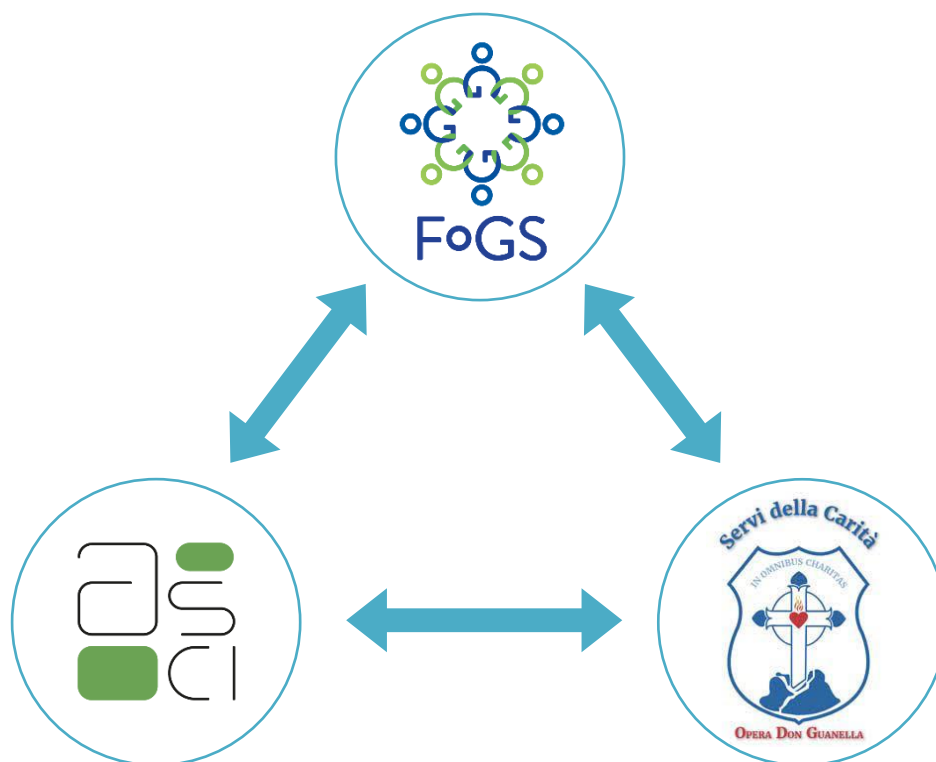 FoGS
as
ci
Servi della Carità
IN OMNIBUS CHARITAS
OPERA DON GUANELLA